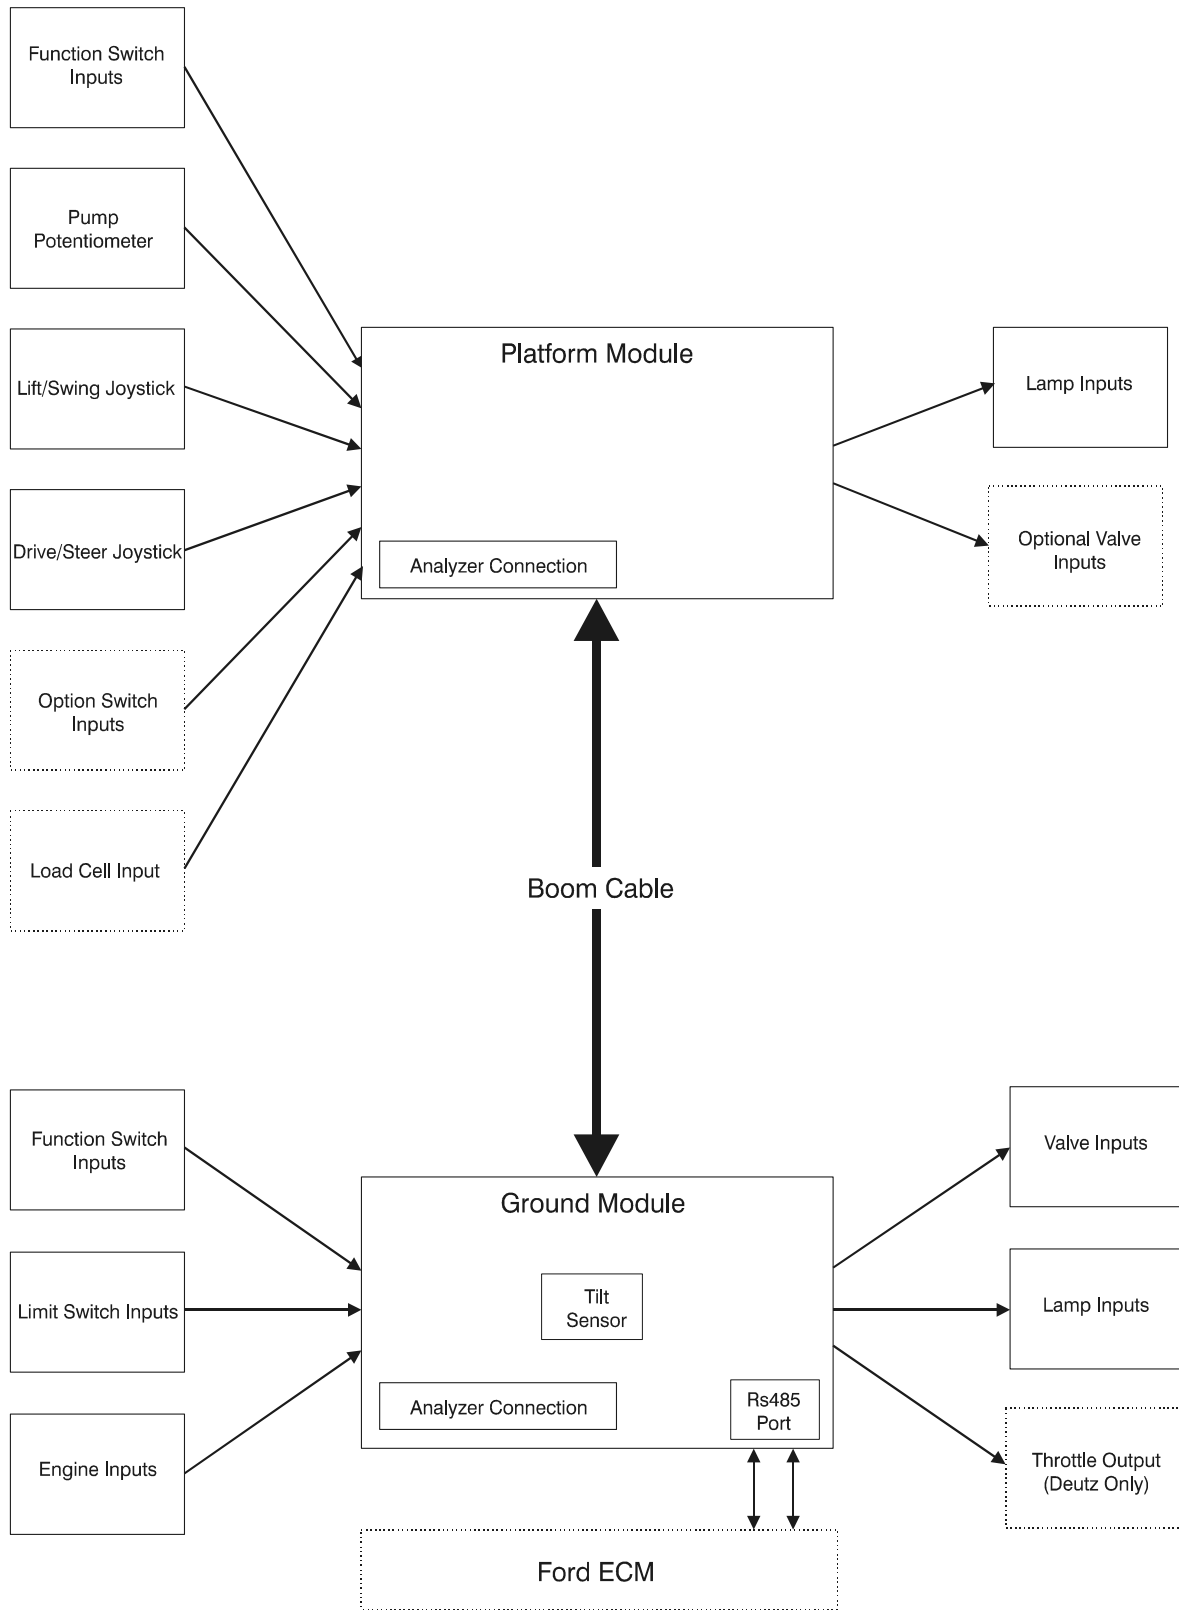 Function Switch
Inputs
Pump
Potentiometer
Lift/Swing Joystick
Drive/Steer Joystick
Option Switch
Inputs
Load Cell Input
Platform Module
Analyzer Connection
Lamp Inputs
Optional Valve
Inputs
Boom Cable
Function Switch
Inputs
Limit Switch Inputs
Engine Inputs
Ground Module
Tilt
Sensor
Analyzer Connection
Rs485
Port
Valve Inputs
Lamp Inputs
Throttle Output
(Deutz Only)
Ford ECM